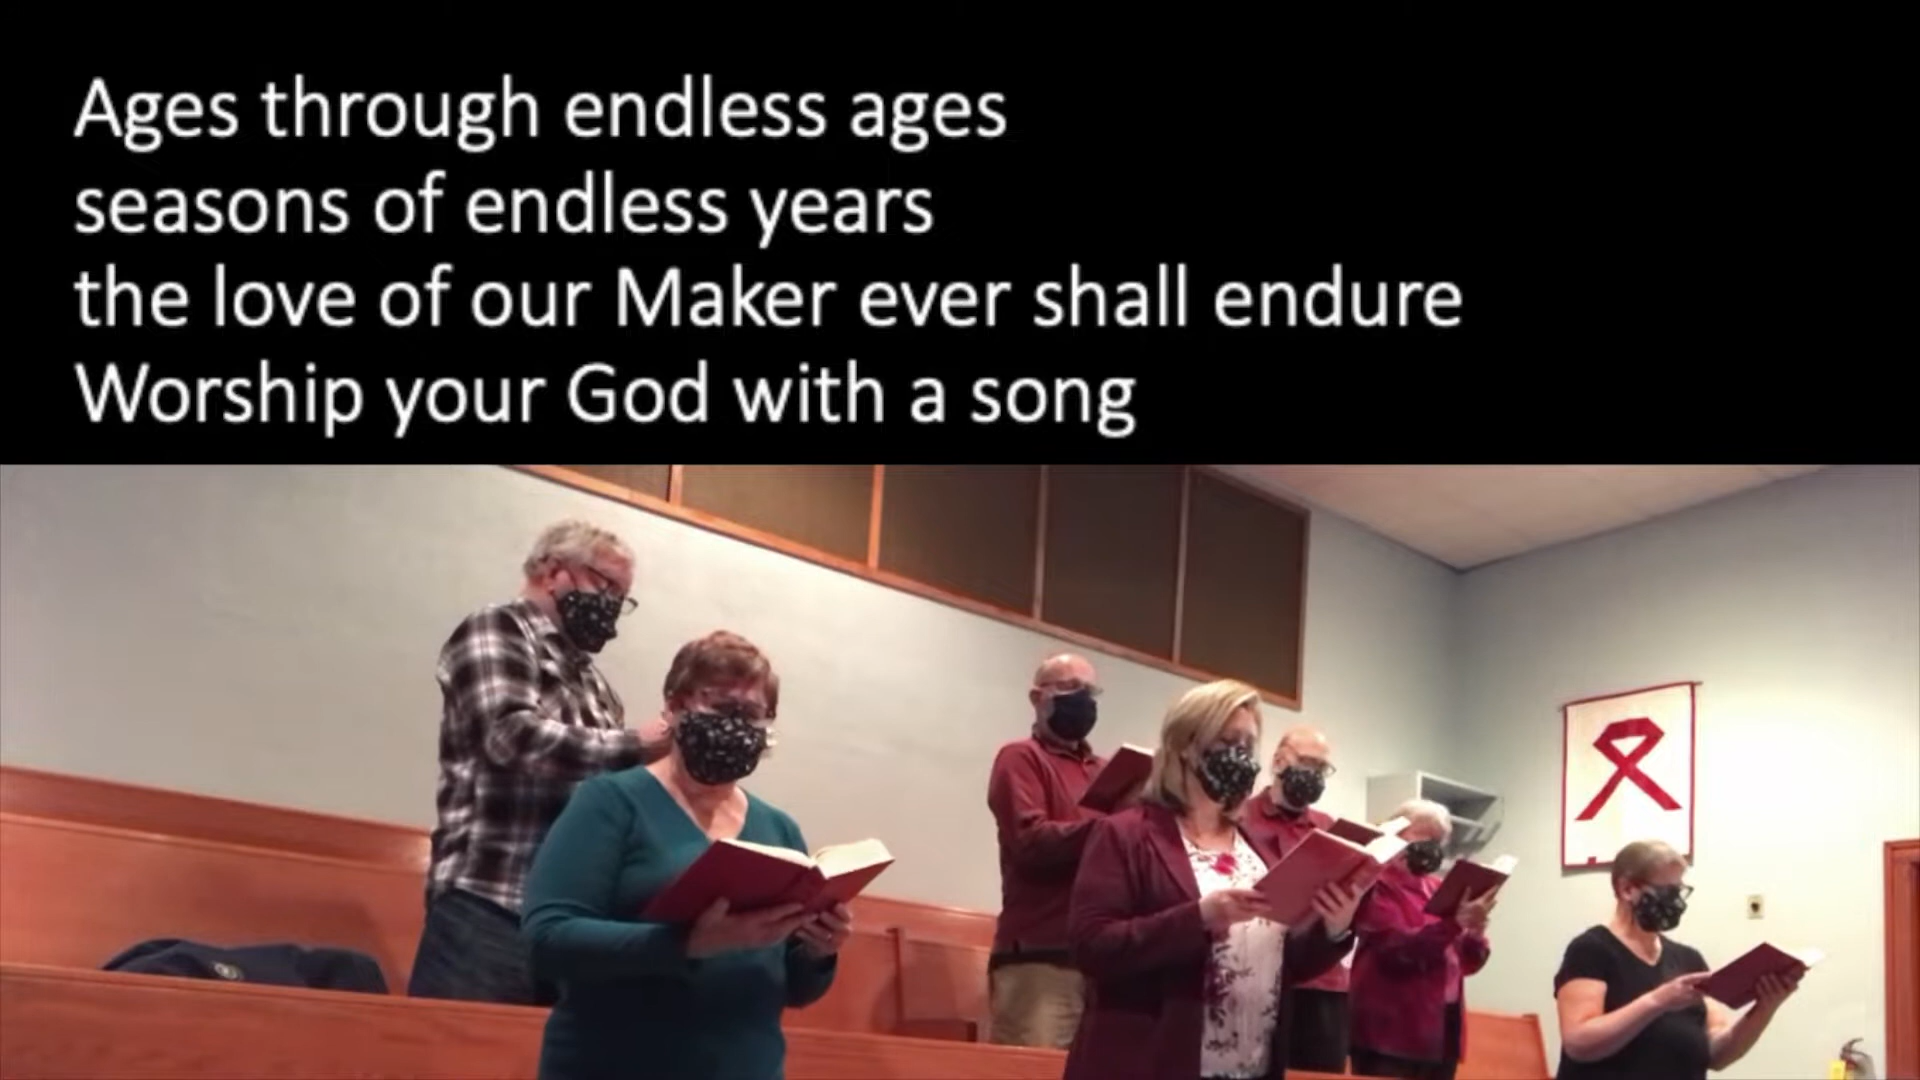 Ages through endless ages
seasons of endless years
the love of our Maker ever shall endure
Worship your God with a song